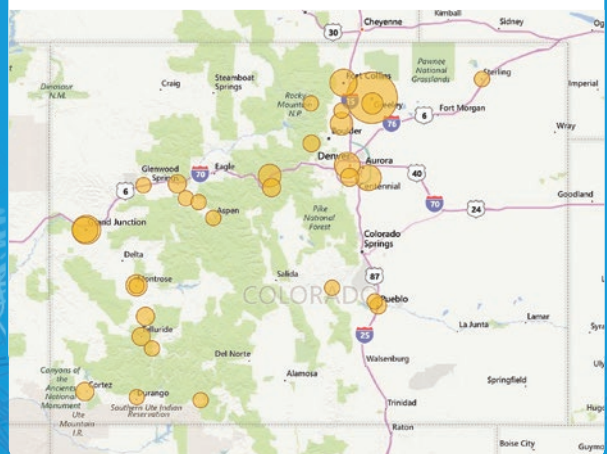 Kimball
Cheyenne
Sidney
30
Dinosaur
N.M.
Craig
Steamboat
Springs
Fort Collins
Pawnee
National
Grasslands
Sterling
Imperial
Rocky
Mountain
N.P.
Greeley
Fort Morgan
76
6
Wray
Boulder
Denver
Aurora
Centennial
40
70
24
Goodland
Glenwood
Springs
70
Eagle
6
Aspen
Pike
National
Forest
Colorado
Springs
Grand Junction
Delta
Montrose
Salida
87
COLORADO
Pueblo
Telluride
La Junta
Lamar
25
Walsenburg
Del Norte
Alamosa
Springfield
Canyons of
the
Ancients
National
Monument
Cortez
Durango
Southern Ute Indian
Reservation
Ute
Mountain
I.R.
Trinidad
Raton
Boise City